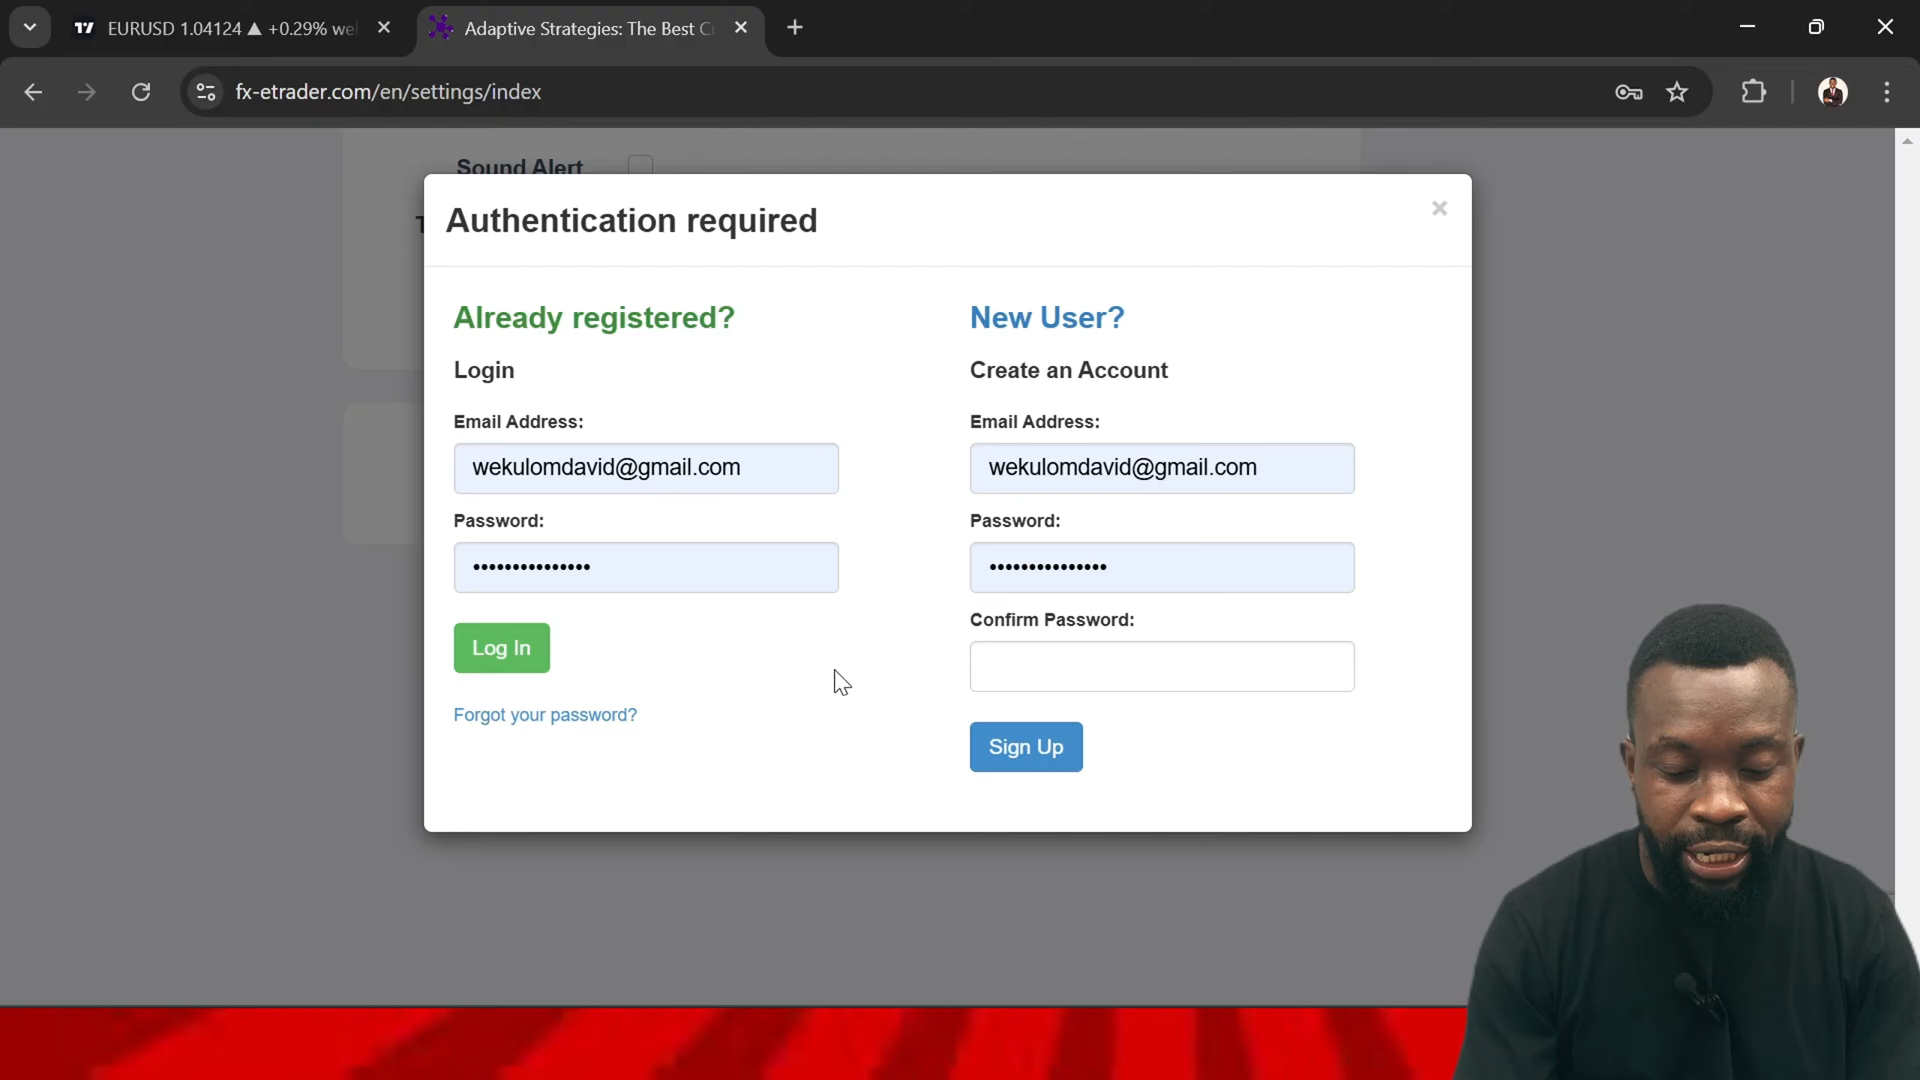 EURUSD 1.04124 ▲ +0.29% we
Adaptive Strategies: The Best C
fx-etrader.com/en/settings/index
Sound Alert
Authentication required
×
Already registered?
Login
Email Address:
wekulomdavid@gmail.com
Password:
•••••••••••••••
Log In
Forgot your password?
New User?
Create an Account
Email Address:
wekulomdavid@gmail.com
Password:
•••••••••••••••
Confirm Password:
Sign Up